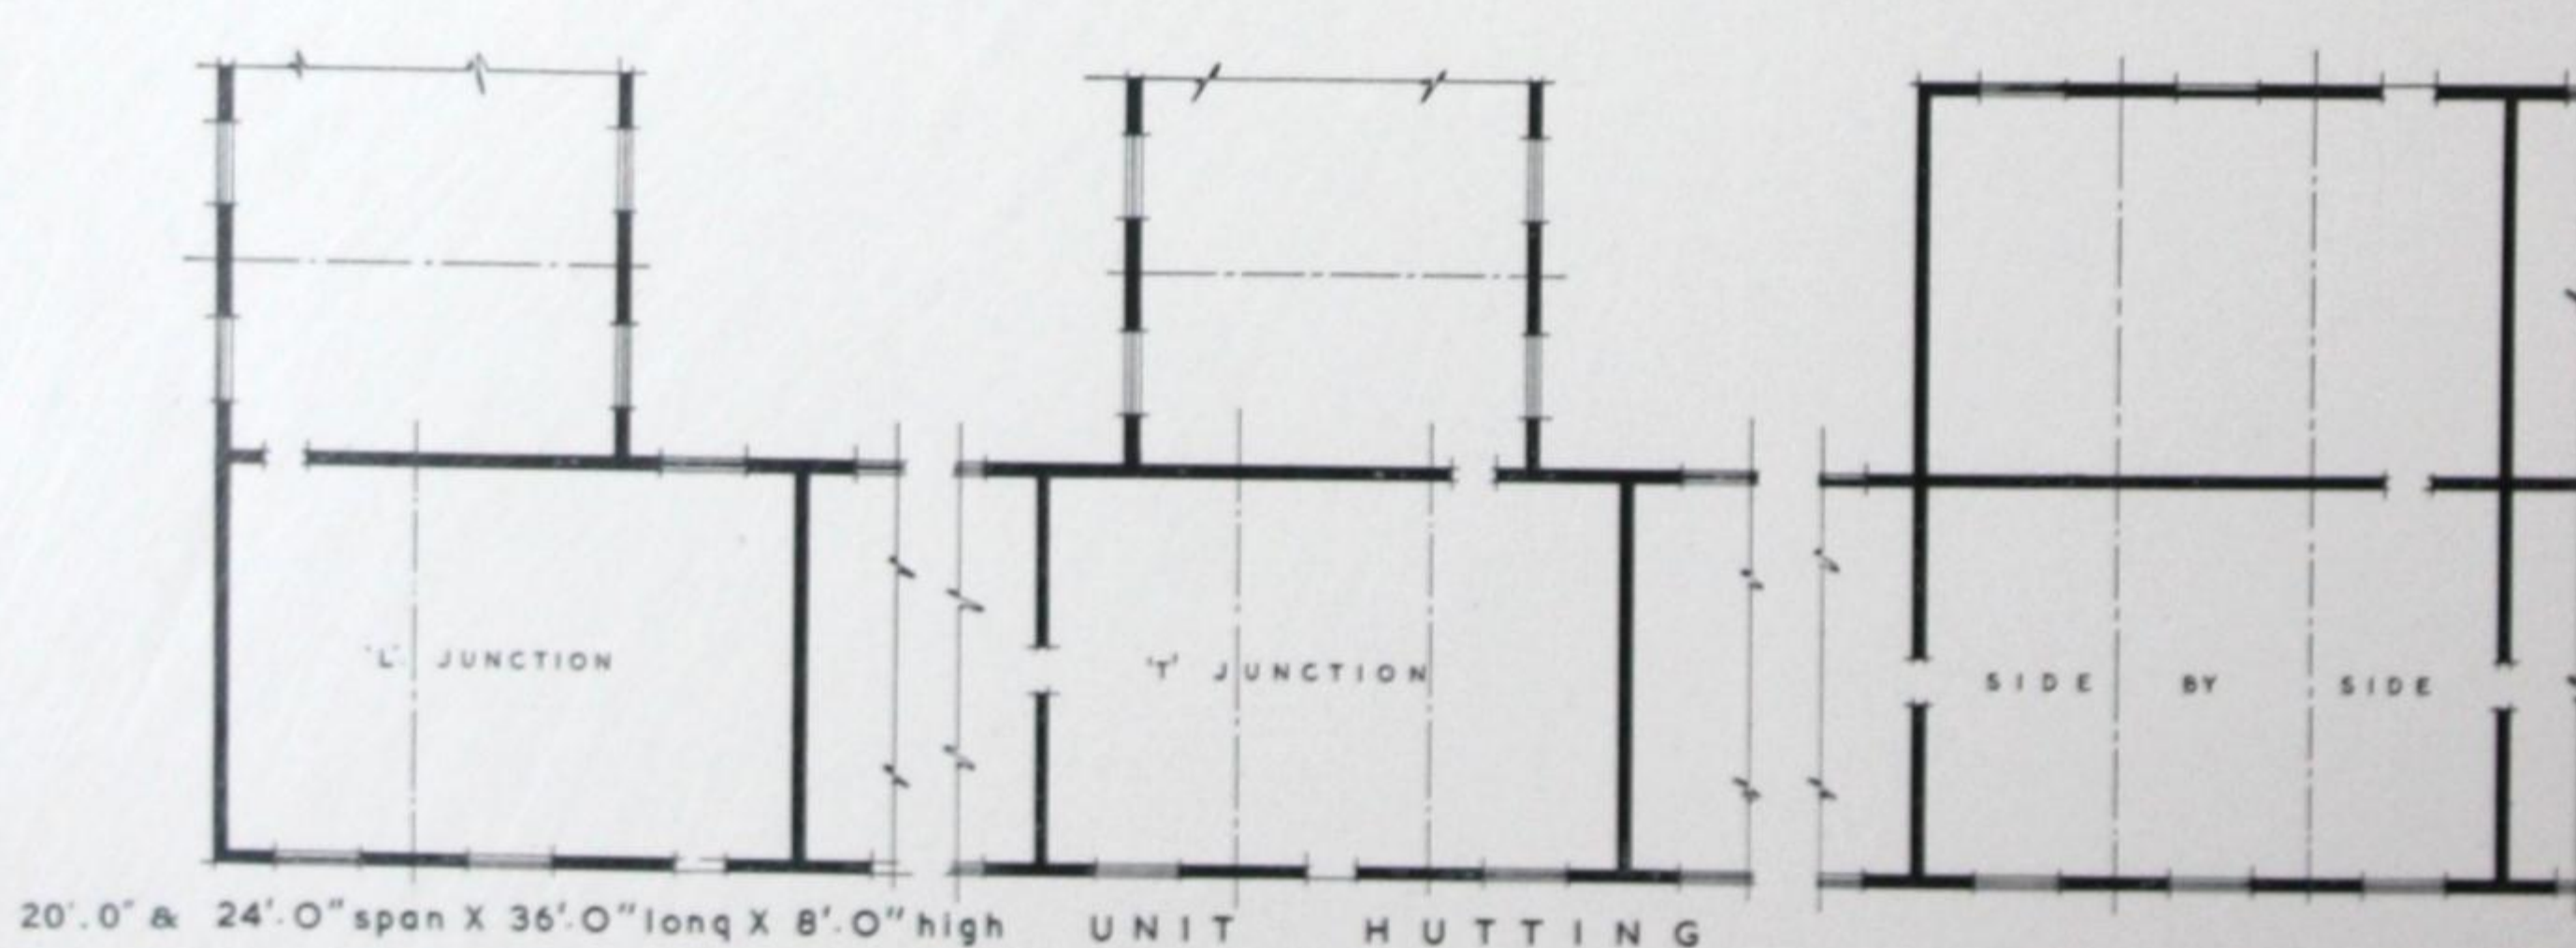 'L' JUNCTION
'T' JUNCTION
SIDE BY SIDE
20'.0" & 24'.0" span X 36'.0" long X 8'.0" high UNIT HUTTING